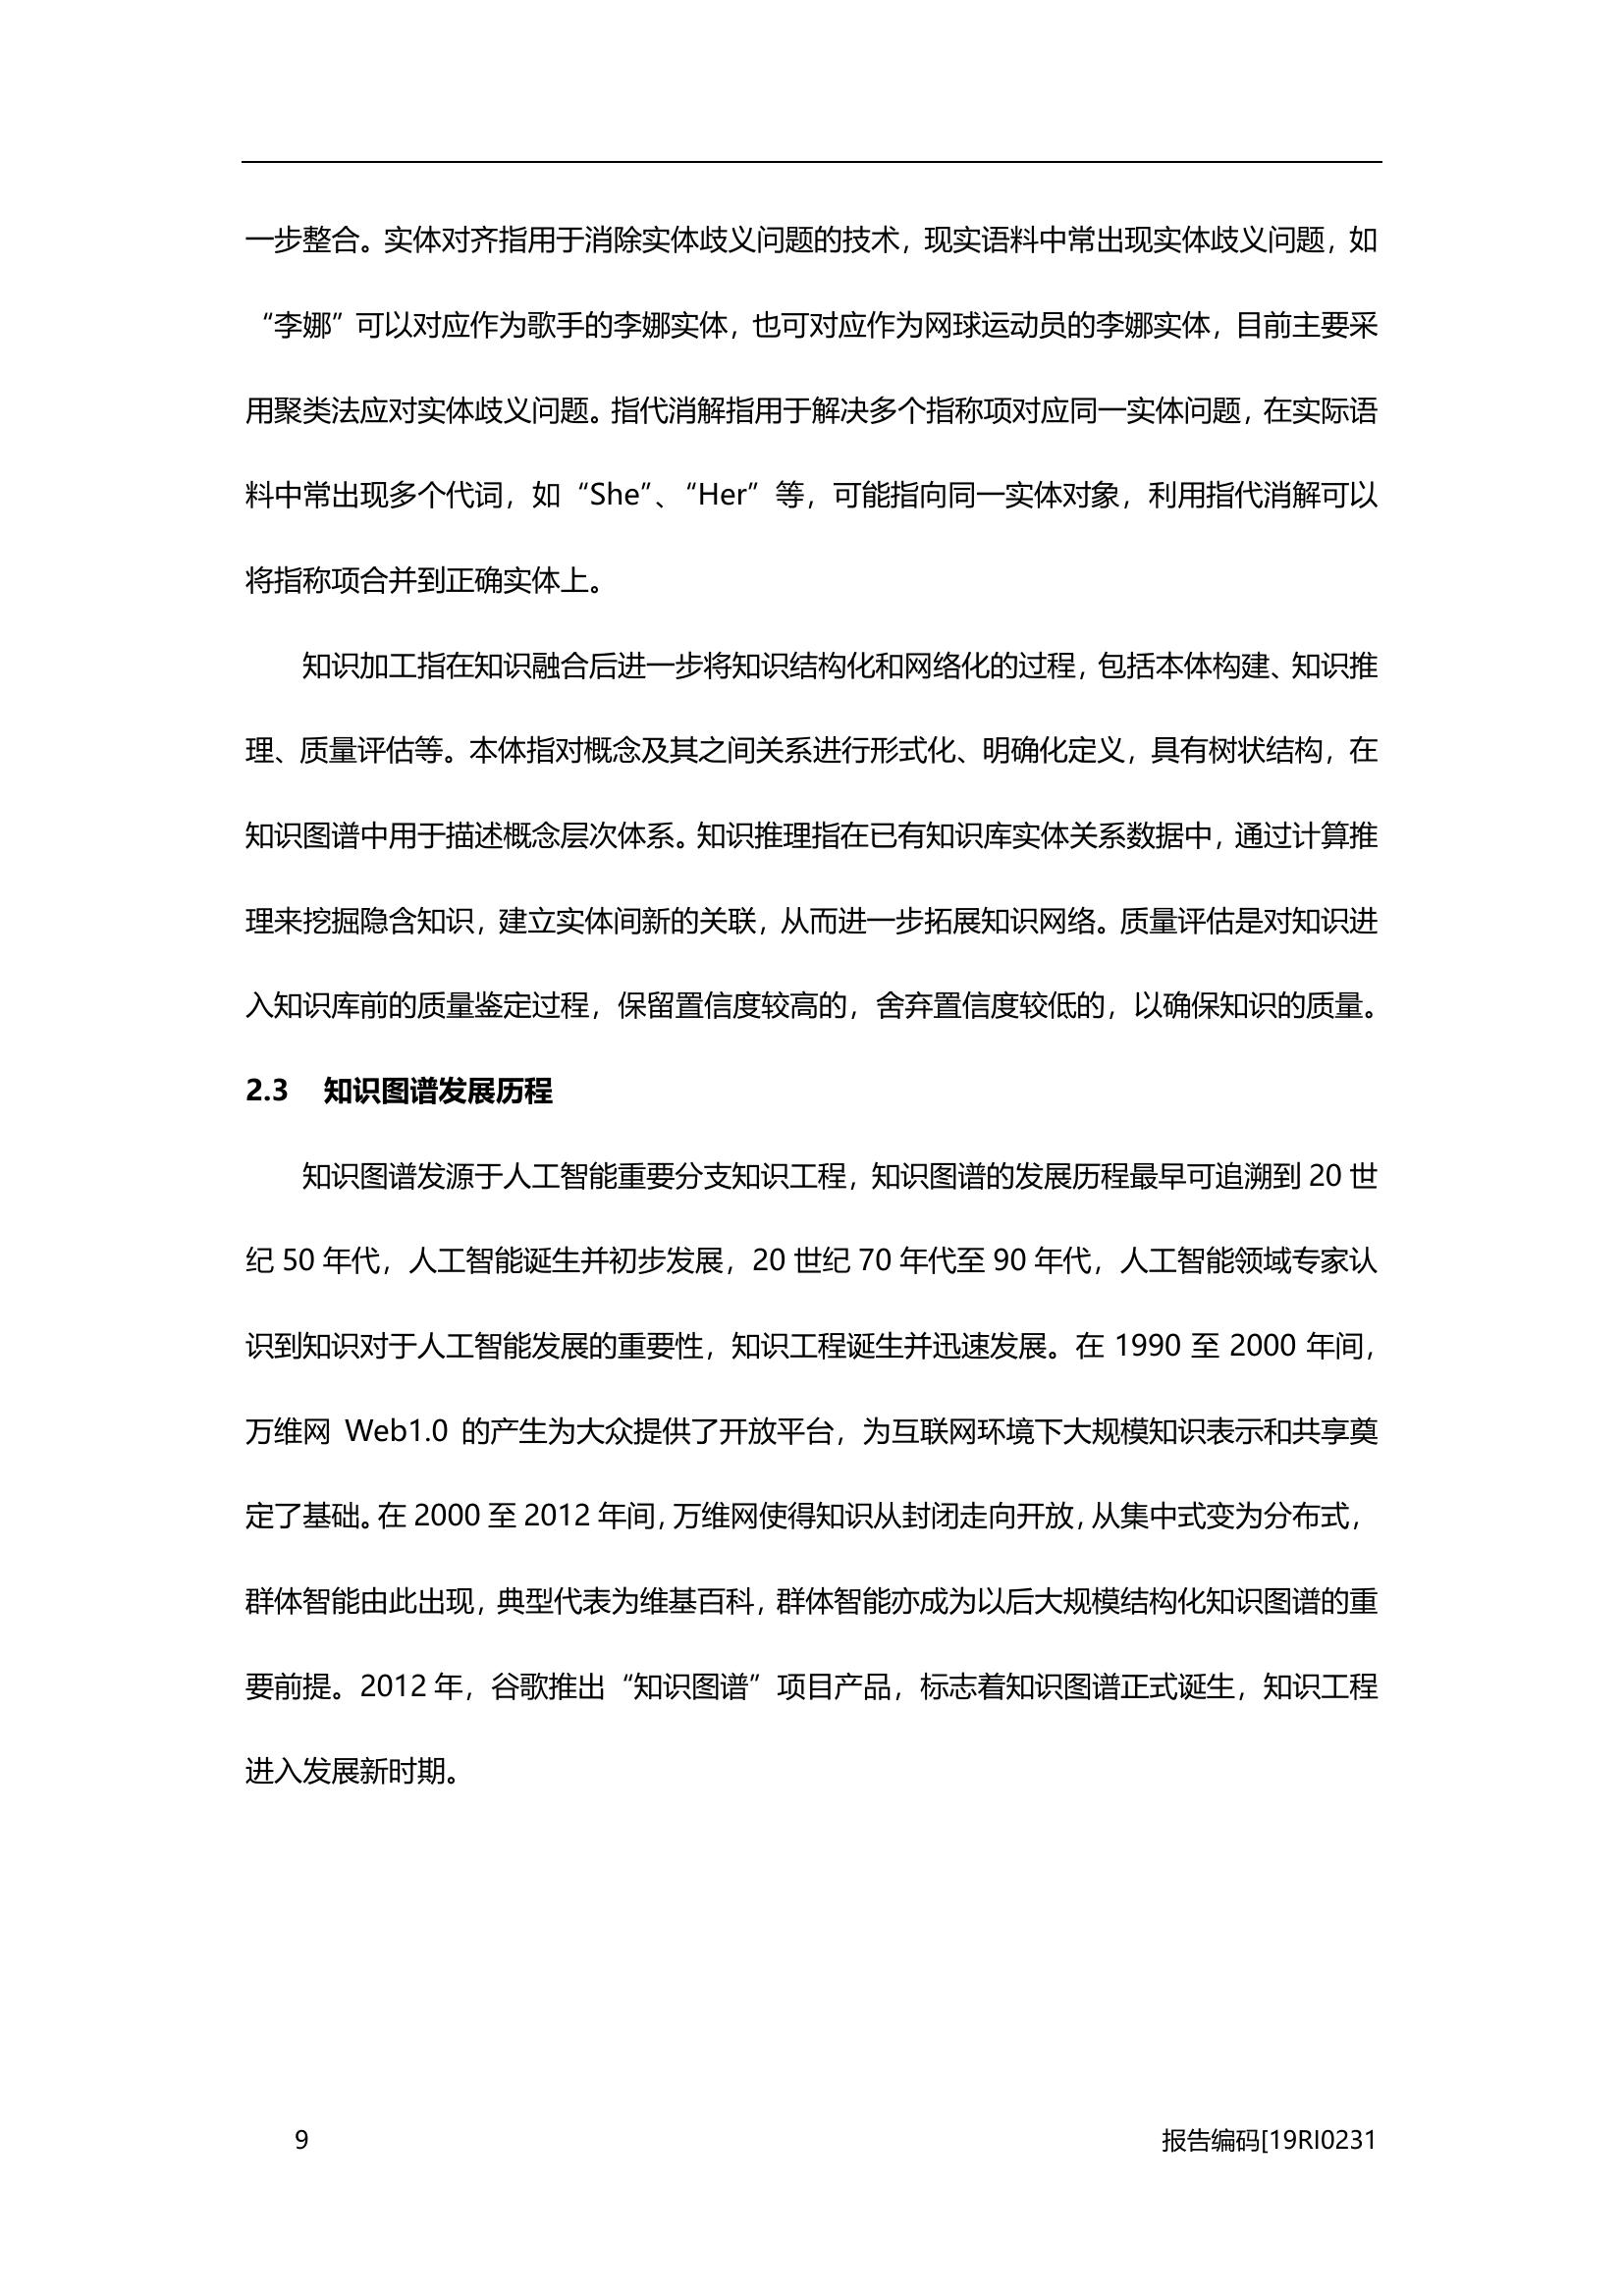 一步整合。实体对齐指用于消除实体歧义问题的技术，现实语料中常出现实体歧义问题，如
“李娜”可以对应作为歌手的李娜实体，也可对应作为网球运动员的李娜实体，目前主要采
用聚类法应对实体歧义问题。指代消解指用于解决多个指称项对应同一实体问题，在实际语
料中常出现多个代词，如“She”、“Her”等，可能指向同一实体对象，利用指代消解可以
将指称项合并到正确实体上。
知识加工指在知识融合后进一步将知识结构化和网络化的过程，包括本体构建、知识推
理、质量评估等。本体指对概念及其之间关系进行形式化、明确化定义，具有树状结构，在
知识图谱中用于描述概念层次体系。知识推理指在已有知识库实体关系数据中，通过计算推
理来挖掘隐含知识，建立实体间新的关联，从而进一步拓展知识网络。质量评估是对知识进
入知识库前的质量鉴定过程，保留置信度较高的，舍弃置信度较低的，以确保知识的质量。
2.3 知识图谱发展历程
知识图谱发源于人工智能重要分支知识工程，知识图谱的发展历程最早可追溯到 20 世
纪 50 年代，人工智能诞生并初步发展，20 世纪 70 年代至 90 年代，人工智能领域专家认
识到知识对于人工智能发展的重要性，知识工程诞生并迅速发展。在 1990 至 2000 年间，
万维网 Web1.0 的产生为大众提供了开放平台，为互联网环境下大规模知识表示和共享奠
定了基础。在 2000 至 2012 年间，万维网使得知识从封闭走向开放，从集中式变为分布式，
群体智能由此出现，典型代表为维基百科，群体智能亦成为以后大规模结构化知识图谱的重
要前提。2012 年，谷歌推出“知识图谱”项目产品，标志着知识图谱正式诞生，知识工程
进入发展新时期。
9 报告编码[19RI0231